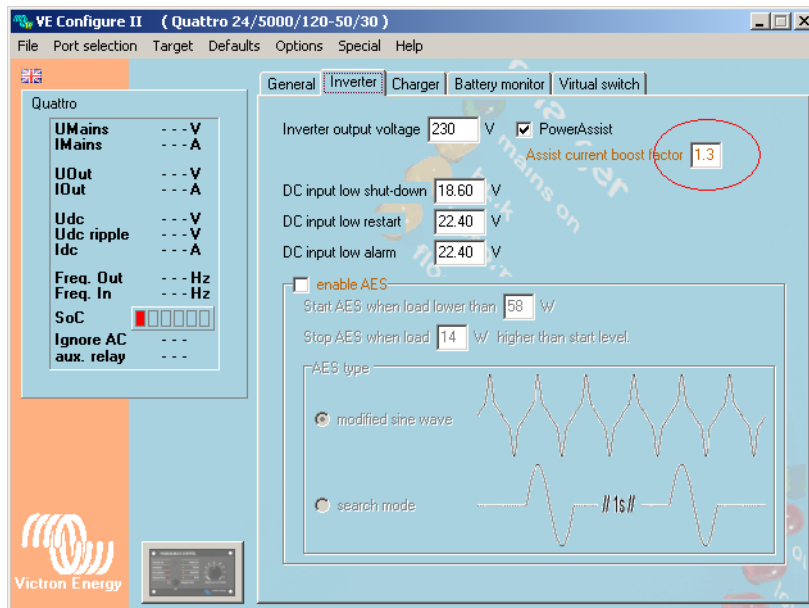 VE Configure II ( Quattro 24/5000/120-50/30 )
File Port selection Target Defaults Options Special Help
General Inverter Charger Battery monitor Virtual switch
Quattro
UMains - - - V
IMains - - - A
UOut - - - V
IOut - - - A
Udc - - - V
Udc ripple - - - V
Idc - - - A
Freq. Out - - - Hz
Freq. In - - - Hz
SoC
Ignore AC - - -
aux. relay - - -
Inverter output voltage 230 V PowerAssist
Assist current boost factor 1.3
DC input low shut-down 18.60 V
DC input low restart 22.40 V
DC input low alarm 22.40 V
enable AES
Start AES when load lower than 58 W
Stop AES when load 14 W higher than start level.
AES type
modified sine wave
search mode
// 1s //
mains on
Victron Energy